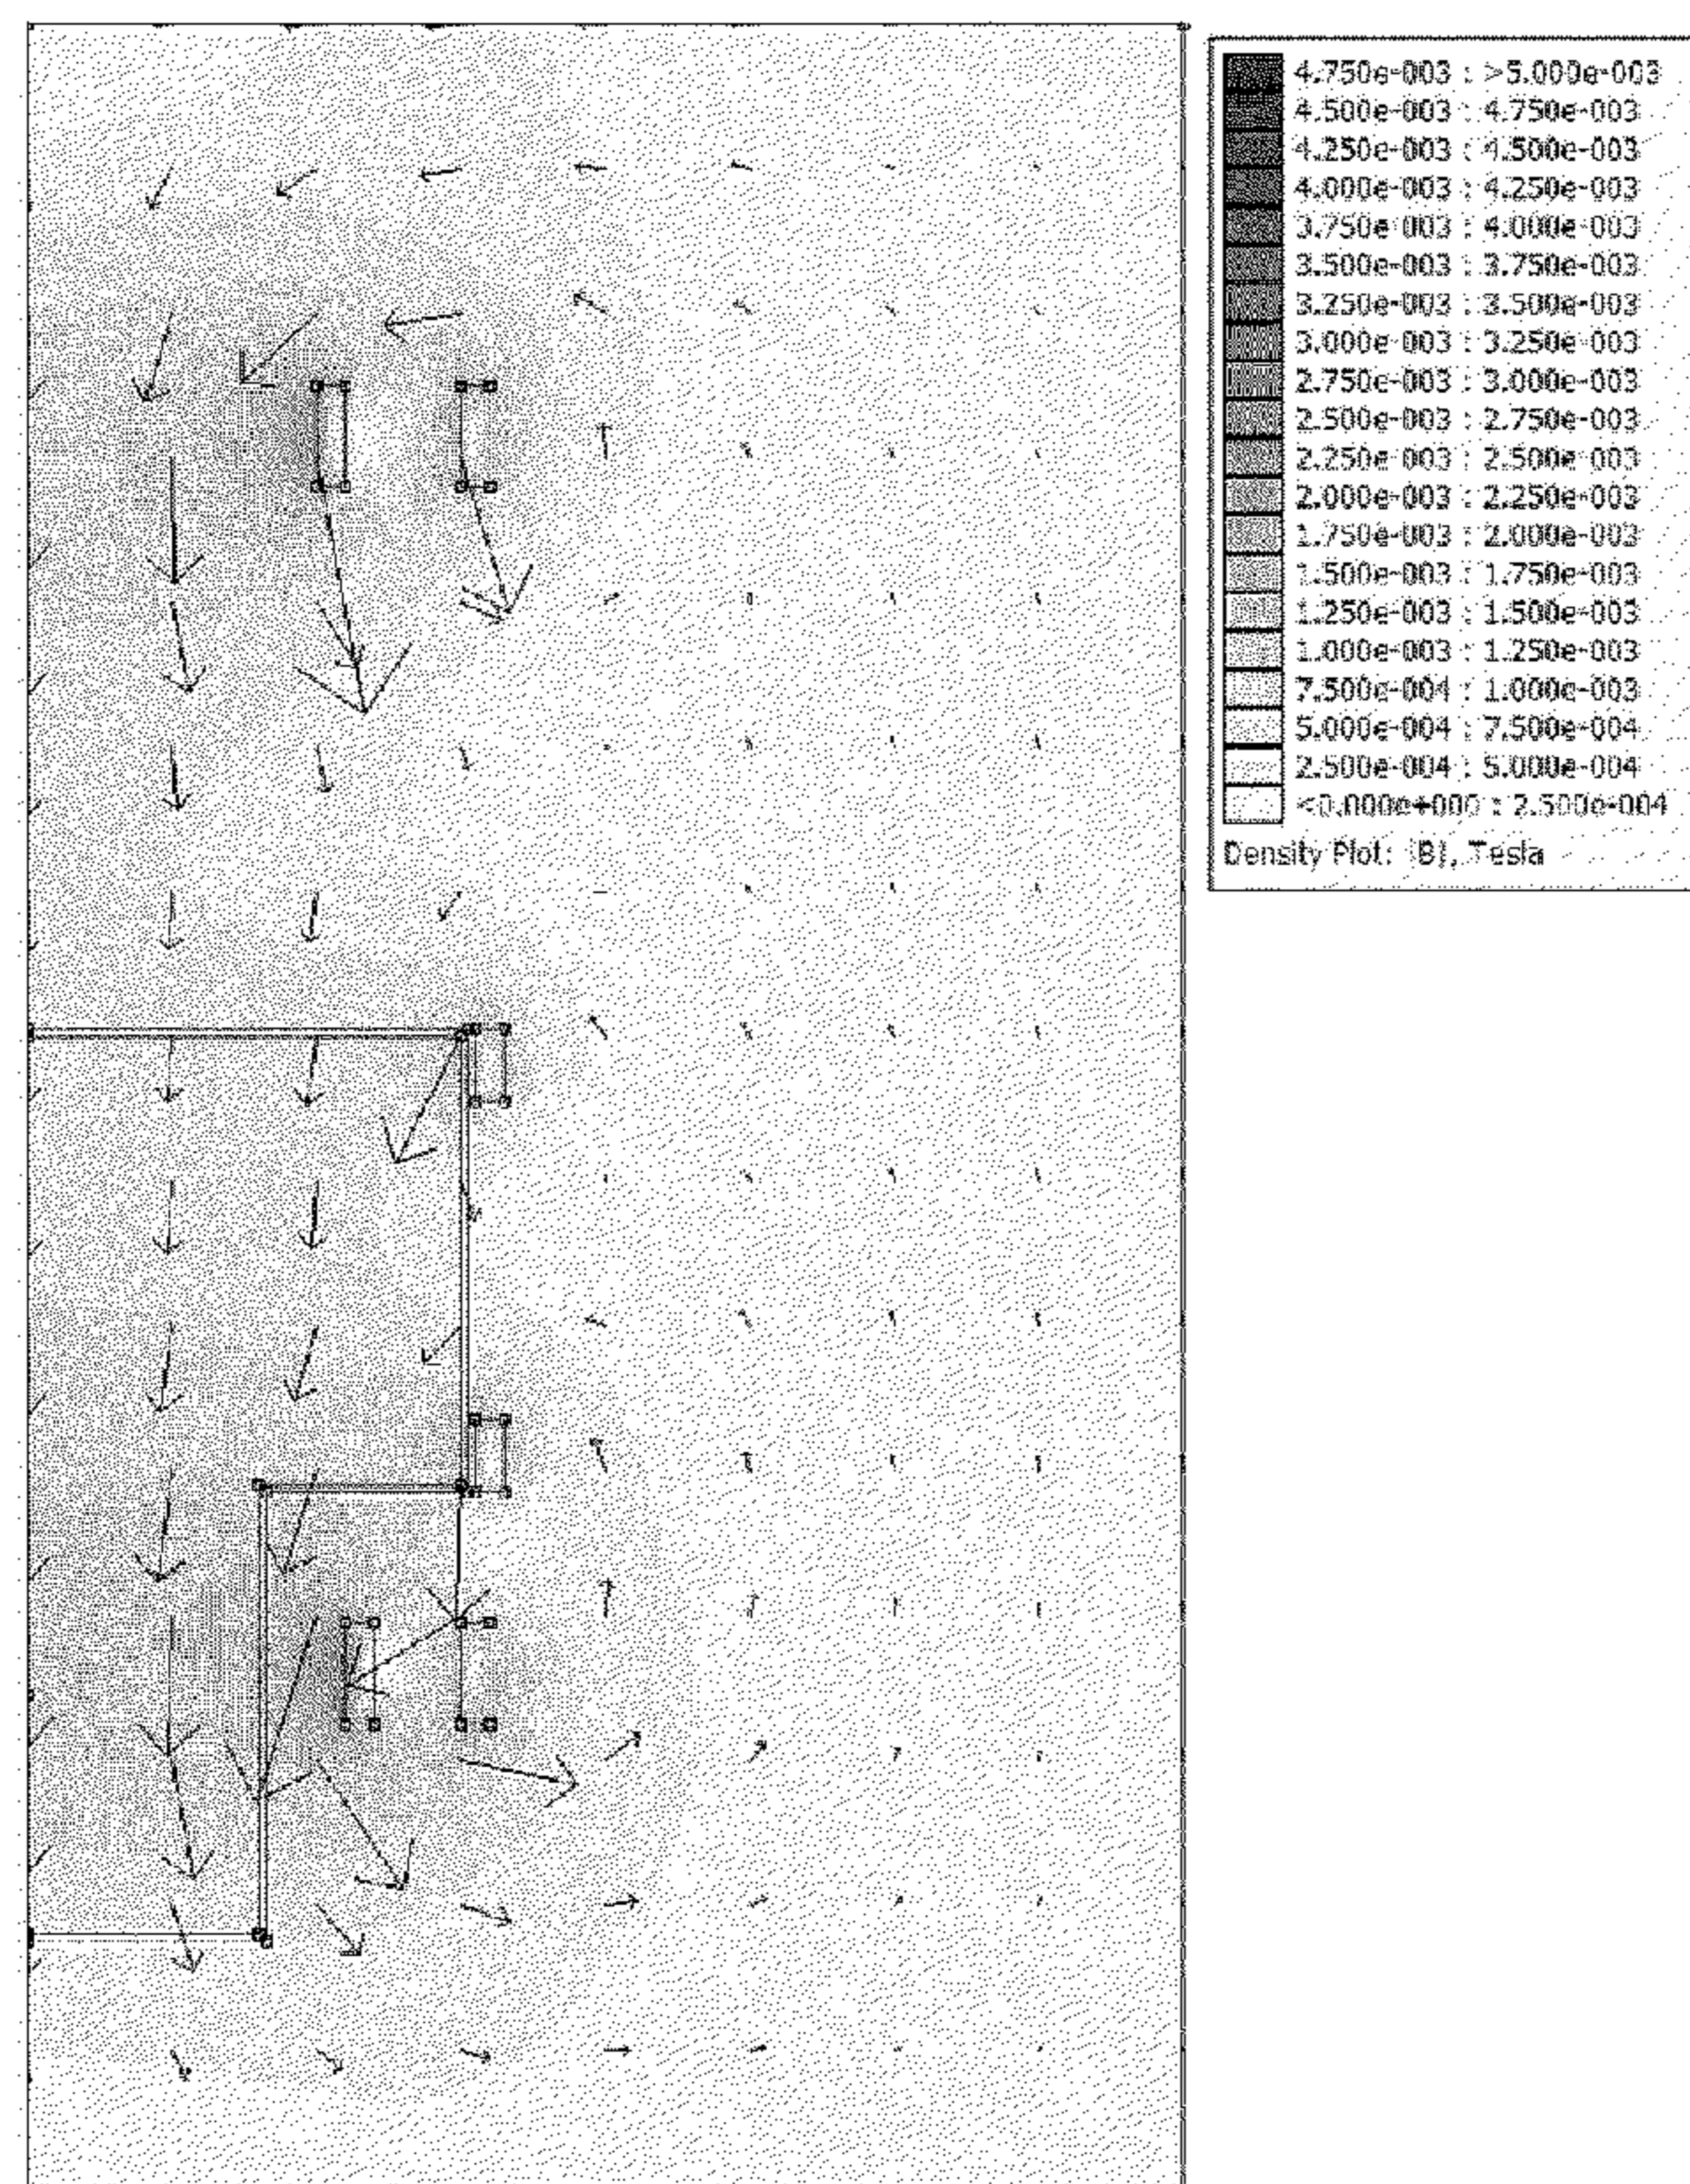 4.750e-003 : >5.000e-003
4.500e-003 : 4.750e-003
4.250e-003 : 4.500e-003
4.000e-003 : 4.250e-003
3.750e-003 : 4.000e-003
3.500e-003 : 3.750e-003
3.250e-003 : 3.500e-003
3.000e-003 : 3.250e-003
2.750e-003 : 3.000e-003
2.500e-003 : 2.750e-003
2.250e-003 : 2.500e-003
2.000e-003 : 2.250e-003
1.750e-003 : 2.000e-003
1.500e-003 : 1.750e-003
1.250e-003 : 1.500e-003
1.000e-003 : 1.250e-003
7.500e-004 : 1.000e-003
5.000e-004 : 7.500e-004
2.500e-004 : 5.000e-004
<0.000e+000 : 2.500e-004
Density Plot: |B|, Tesla